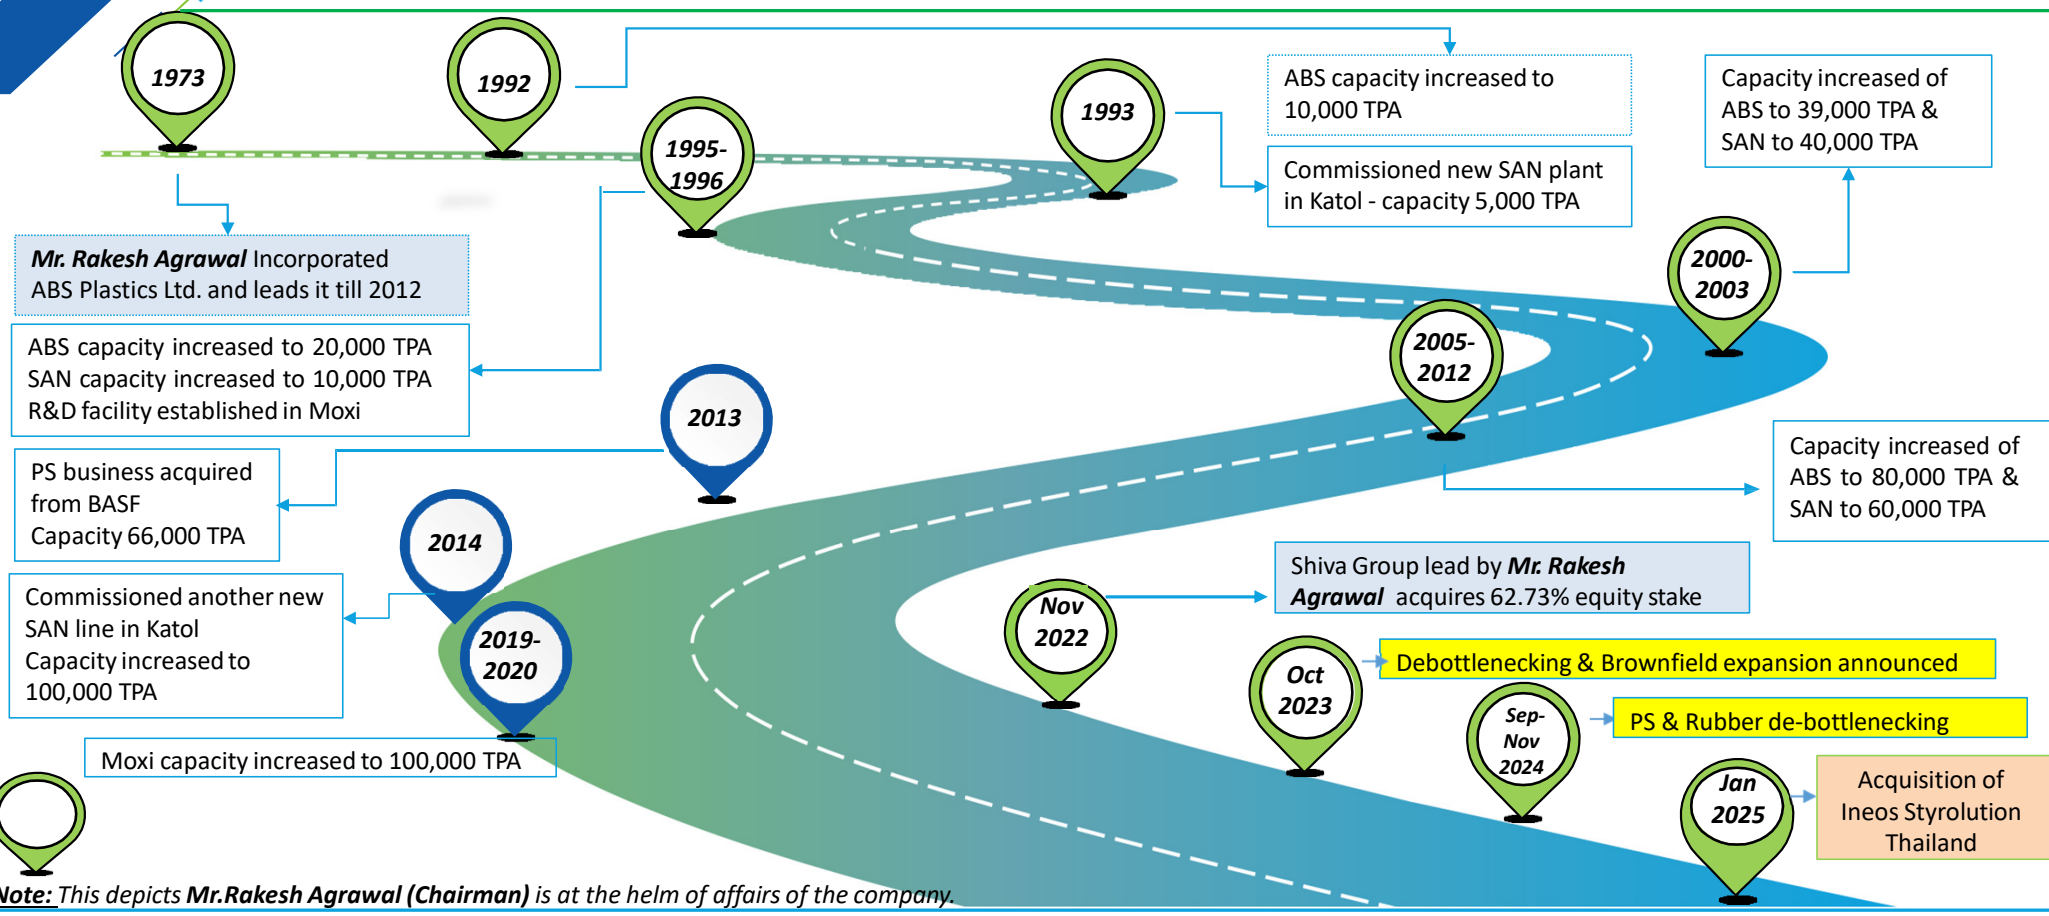 1973
Mr. Rakesh Agrawal Incorporated
ABS Plastics Ltd. and leads it till 2012
1992
ABS capacity increased to
10,000 TPA
1993
Commissioned new SAN plant
in Katol - capacity 5,000 TPA
1995-
1996
ABS capacity increased to 20,000 TPA
SAN capacity increased to 10,000 TPA
R&D facility established in Moxi
2000-
2003
Capacity increased of
ABS to 39,000 TPA &
SAN to 40,000 TPA
2005-
2012
Capacity increased of
ABS to 80,000 TPA &
SAN to 60,000 TPA
2013
PS business acquired
from BASF
Capacity 66,000 TPA
2014
Commissioned another new
SAN line in Katol
Capacity increased to
100,000 TPA
2019-
2020
Moxi capacity increased to 100,000 TPA
Nov
2022
Shiva Group lead by Mr. Rakesh
Agrawal acquires 62.73% equity stake
Oct
2023
Debottlenecking & Brownfield expansion announced
Sep-
Nov
2024
PS & Rubber de-bottlenecking
Jan
2025
Acquisition of
Ineos Styrolution
Thailand
Note: This depicts Mr.Rakesh Agrawal (Chairman) is at the helm of affairs of the company.